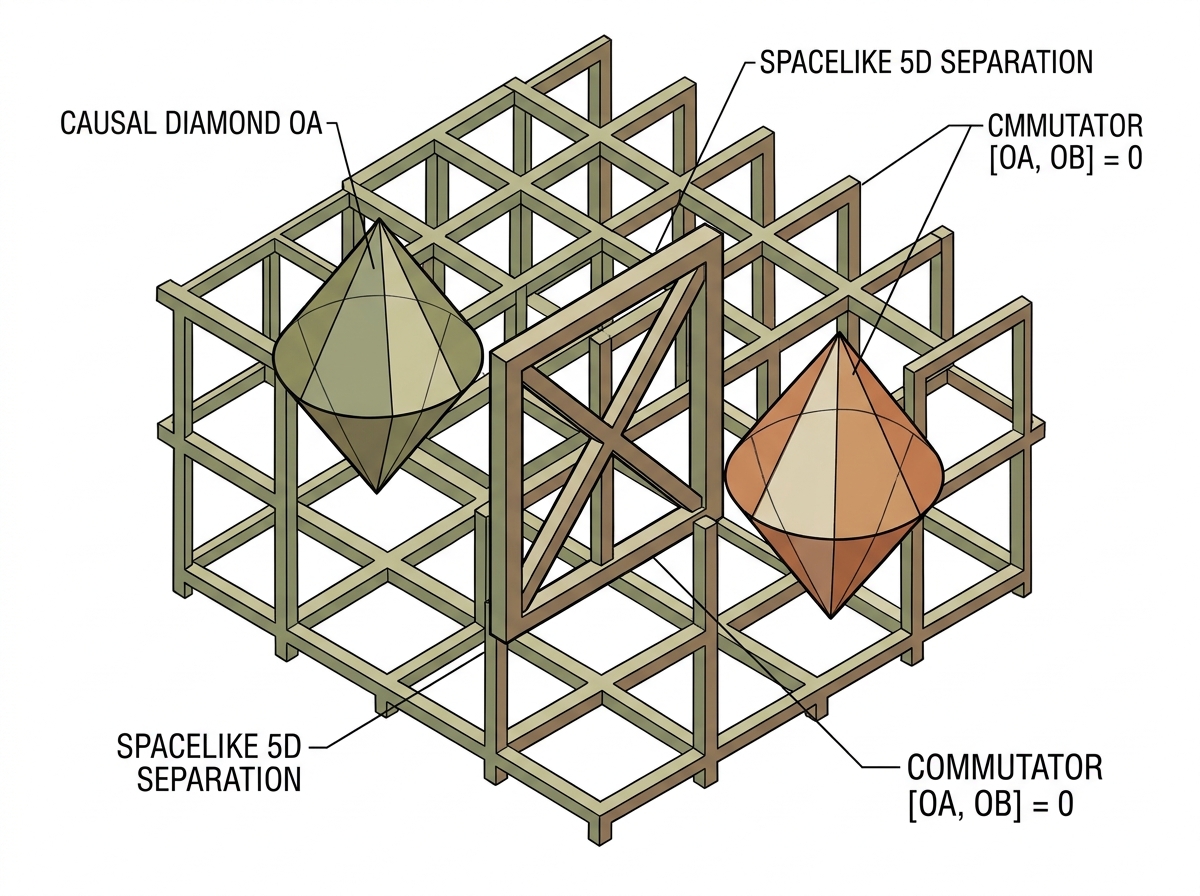 SPACELIKE 5D SEPARATION
CAUSAL DIAMOND OA
CMMUTATOR
[OA, OB] = 0
SPACELIKE 5D
SEPARATION
COMMUTATOR
[OA, OB] = 0